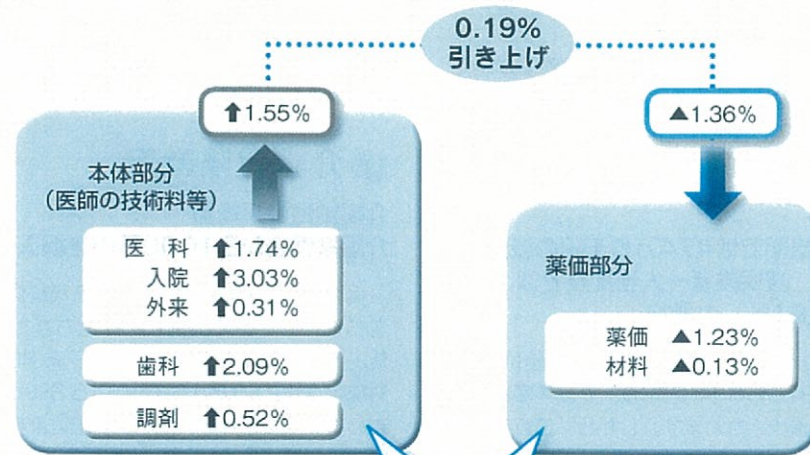 0.19%
引き上げ
⬆1.55%
▲1.36%
本体部分
（医師の技術料等）
医 科 ⬆1.74%
入院 ⬆3.03%
外来 ⬆0.31%
歯科 ⬆2.09%
調剤 ⬆0.52%
薬価部分
薬価 ▲1.23%
材料 ▲0.13%